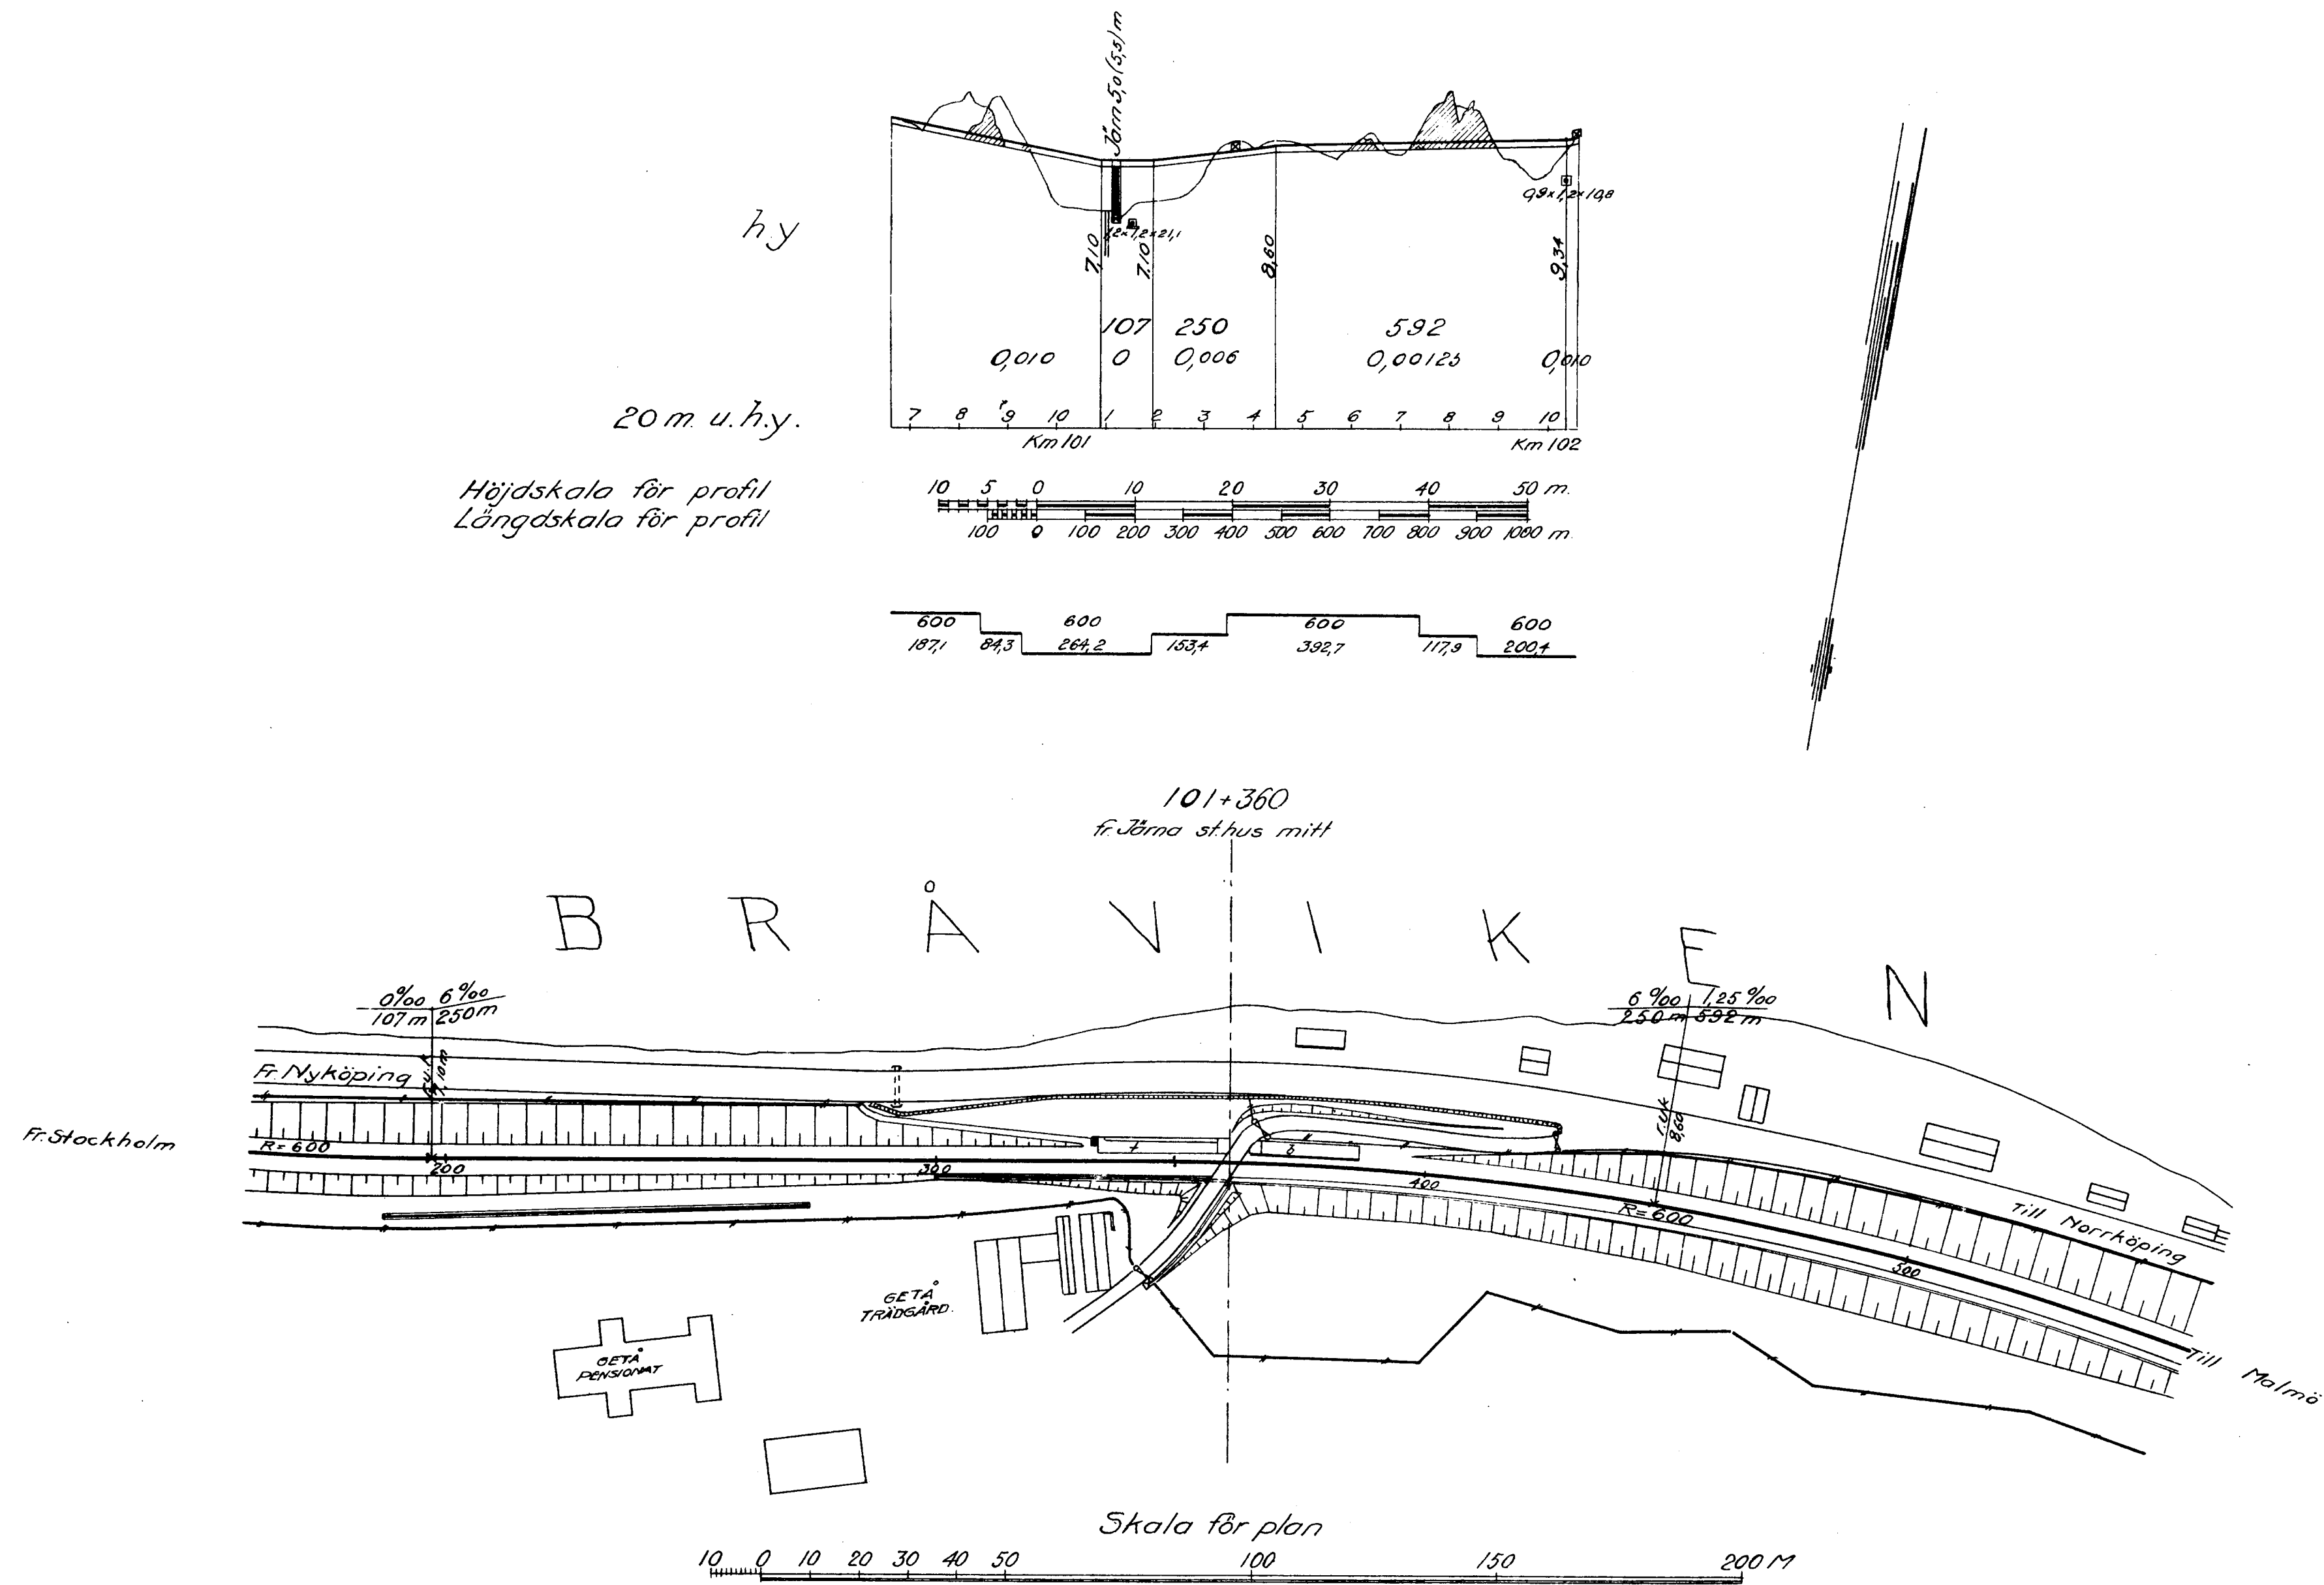 Järn 5,0 (5,5) m
h.y
0,9 x 1,2 x 10,8
1,2 x 1,2 x 21,1
7,10 7.10 8,60 9,34
107 250 592
0,010 0 0,006 0,00125 0,010
20 m. u. h.y.
7 8 9 10 1 2 3 4 5 6 7 8 9 10
Km 101 Km 102
Höjdskala för profil 10 5 0 10 20 30 40 50 m.
Längdskala för profil 100 0 100 200 300 400 500 600 700 800 900 1000 m.
600 600 600 600
187,1 84,3 264,2 153,4 392,7 117,9 200,4
101+360
fr. Järna st.hus mitt
BRÅVIKEN
0‰ 6‰
107 m 250 m
6‰ 1,25‰
250 m 592 m
7,10 m
Fr. Nyköping
r.u.k
8,60
Fr. Stockholm
R=600
200 300 400 500
R=600
Till Norrköping
Till Malmö
GETÅ
TRÄDGÅRD.
GETÅ
PENSIONAT
Skala för plan
10 0 10 20 30 40 50 100 150 200 M